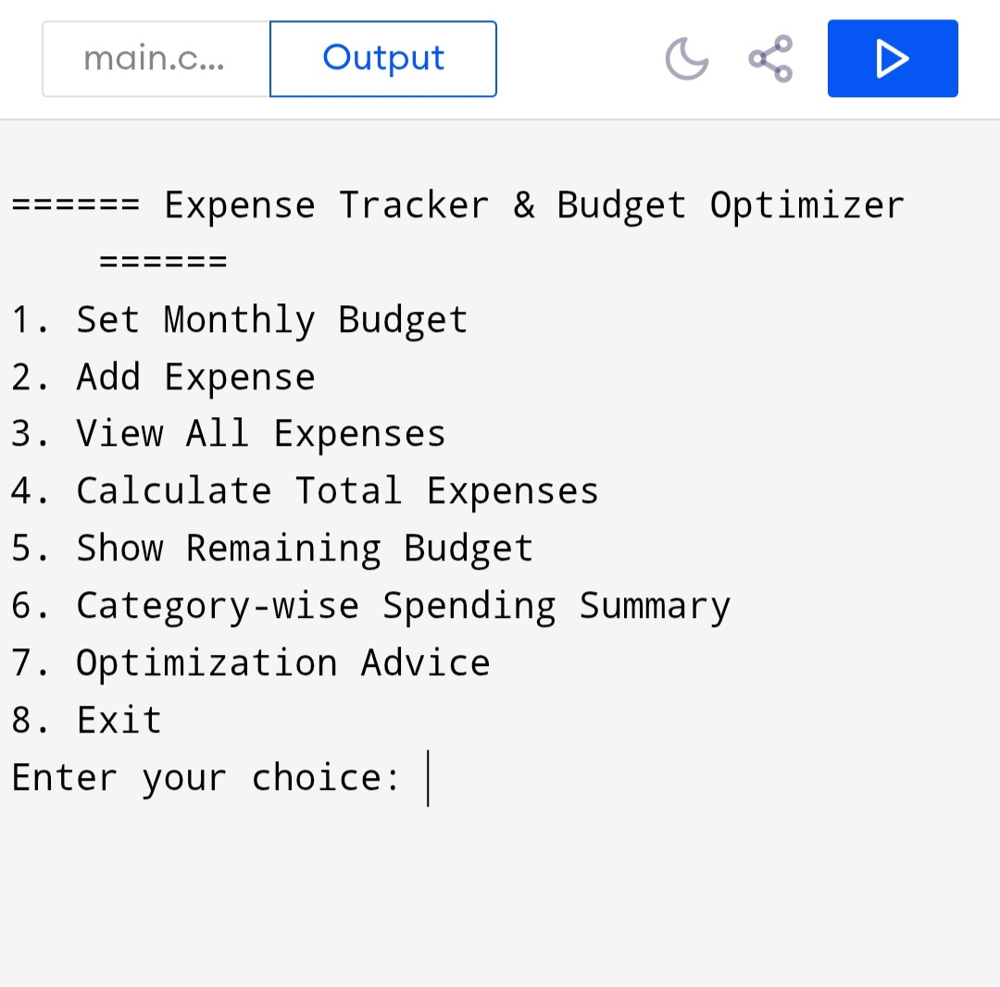 main.c...
Output
====== Expense Tracker & Budget Optimizer
======
1. Set Monthly Budget
2. Add Expense
3. View All Expenses
4. Calculate Total Expenses
5. Show Remaining Budget
6. Category-wise Spending Summary
7. Optimization Advice
8. Exit
Enter your choice: